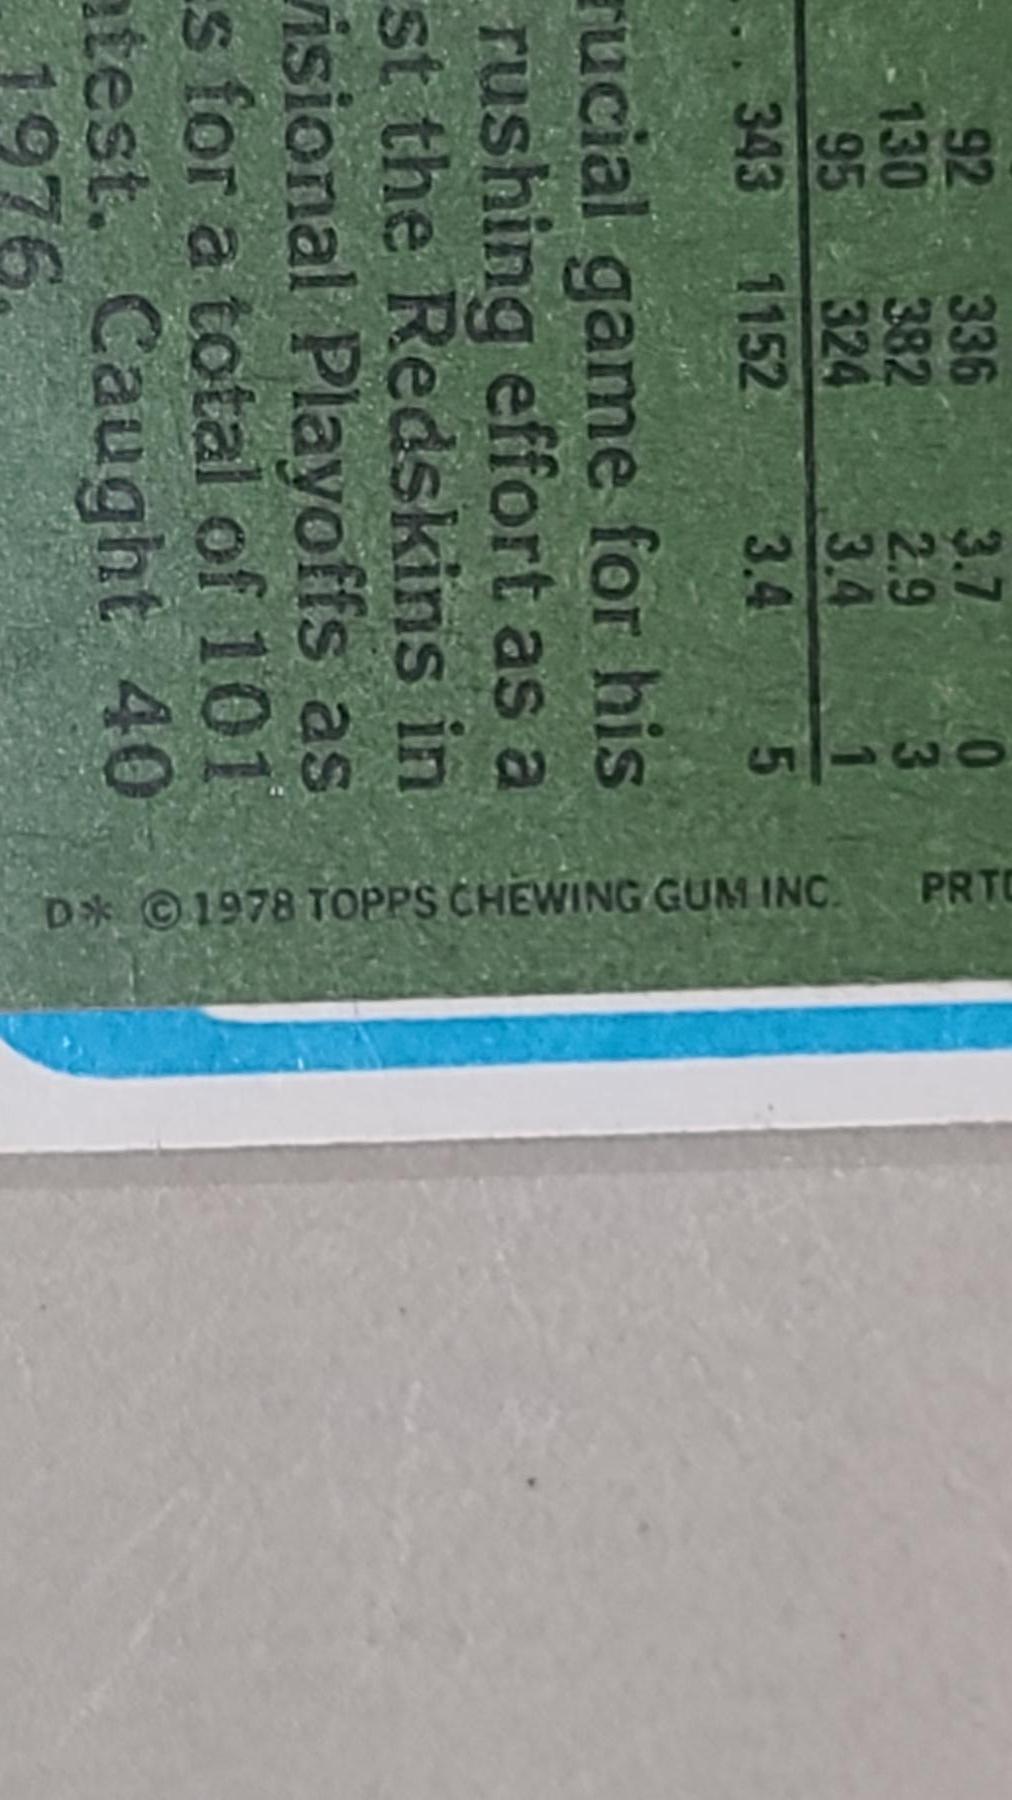 92 336 3.7 0
130 382 2.9 3
95 324 3.4 1
. . 343 1152 3.4 5
rucial game for his
rushing effort as a
st the Redskins in
visional Playoffs as
s for a total of 101
ntest. Caught 40
1976.
D* © 1978 TOPPS CHEWING GUM INC. PRTD